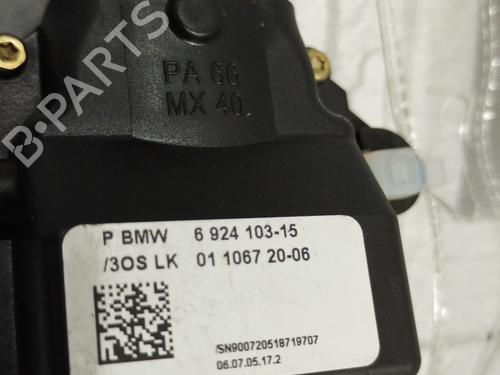 B-PARTS
PA 66
MX 40
P BMW 6 924 103-15
/3OS LK 01 1067 20-06
/SN900720518719707
06.07.05.17.2